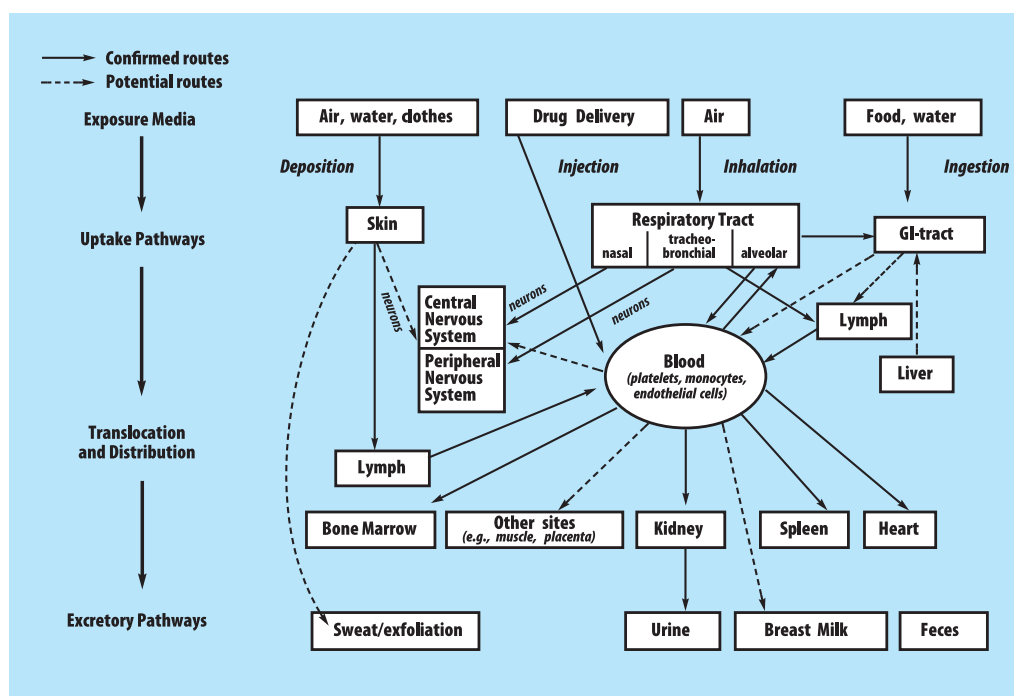 Confirmed routes
Potential routes
Exposure Media
Air, water, clothes
Drug Delivery
Air
Food, water
Deposition
Injection
Inhalation
Ingestion
Skin
Respiratory Tract
nasal
tracheo-
bronchial
alveolar
GI-tract
Uptake Pathways
neurons
neurons
neurons
Central
Nervous
System
Peripheral
Nervous
System
Lymph
Blood
(platelets, monocytes,
endothelial cells)
Liver
Translocation
and Distribution
Lymph
Bone Marrow
Other sites
(e.g., muscle, placenta)
Kidney
Spleen
Heart
Excretory Pathways
Sweat/exfoliation
Urine
Breast Milk
Feces